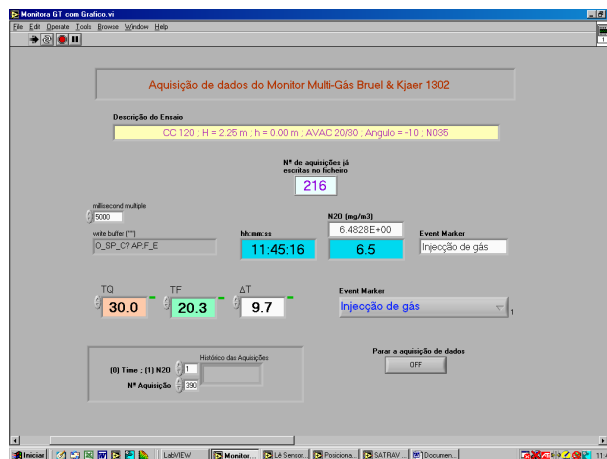 Monitora GT com Grafico.vi
File Edit Operate Tools Browse Window Help
Aquisição de dados do Monitor Multi-Gás Bruel & Kjaer 1302
Descrição do Ensaio
CC 120 ; H = 2.25 m ; h = 0.00 m ; AVAC 20/30 ; Angulo = -10 ; N035
Nº de aquisições já
escritas no ficheiro
216
millisecond multiple
5000
write buffer ("")
O_SP_C? AP,F_E
hh:mm:ss
11:45:16
N2O (mg/m3)
6.4828E+00
6.5
Event Marker
Injecção de gás
TQ
30.0
TF
20.3
ΔT
9.7
Event Marker
Injecção de gás
1
Histórico das Aquisições
(0) Time ; (1) N2O 1
Nº Aquisição 390
Parar a aquisição de dados
OFF
Iniciar LabVIEW Monitor... Lê Sensor... Posiciona... SATRAV ... Documen...